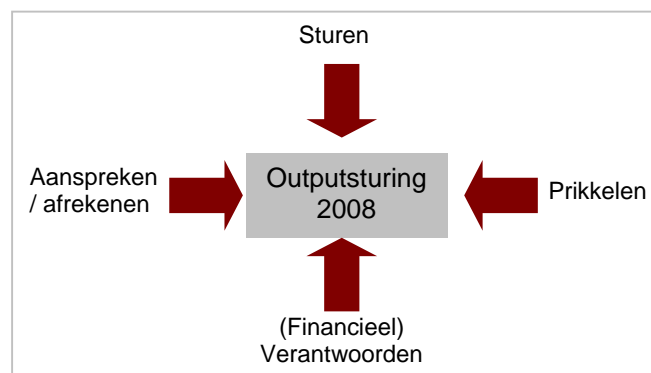 Sturen
Aanspreken
/ afrekenen
Outputsturing
2008
Prikkelen
(Financieel)
Verantwoorden